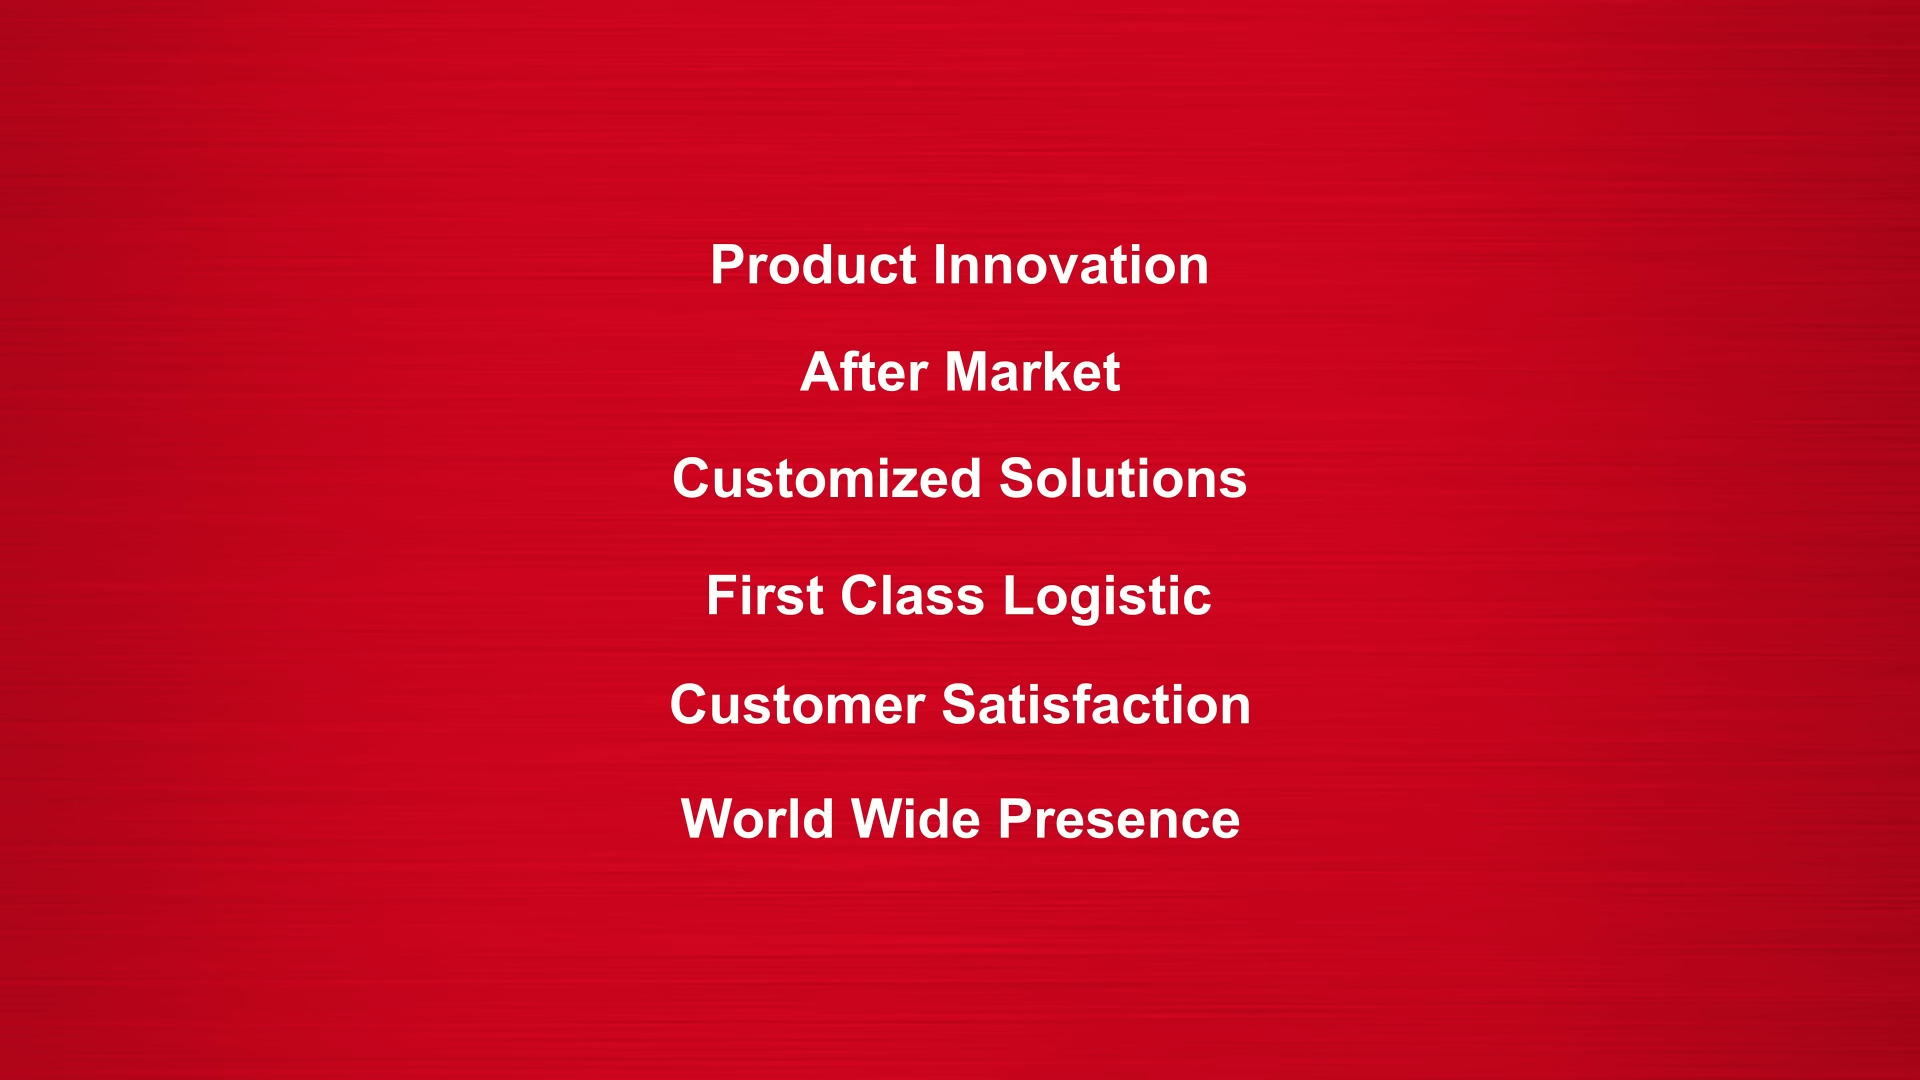 Product Innovation
After Market
Customized Solutions
First Class Logistic
Customer Satisfaction
World Wide Presence